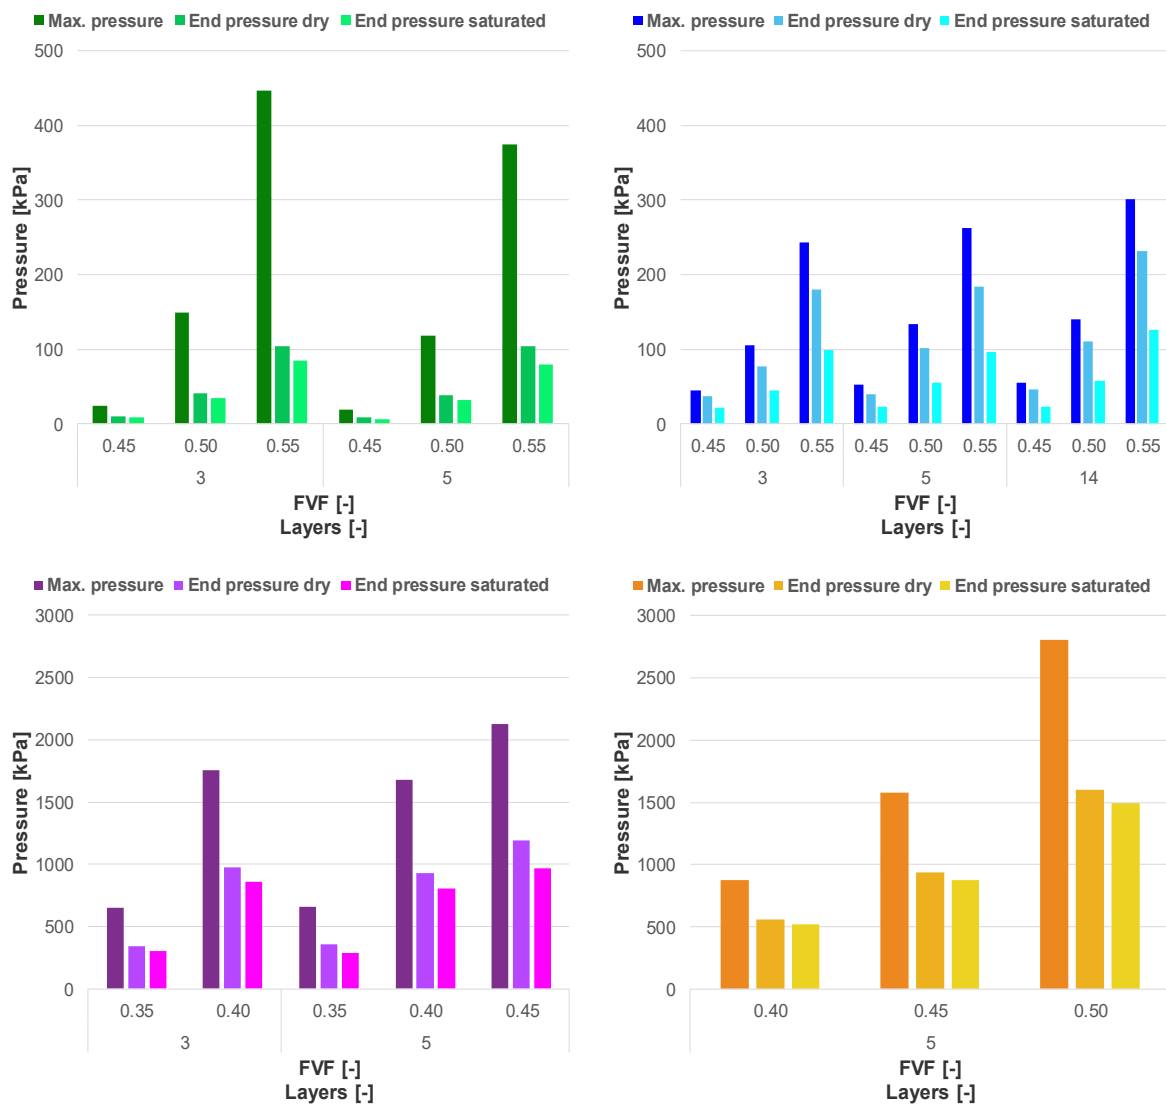 Max. pressure End pressure dry End pressure saturated
500
400
300
200
100
0
Pressure [kPa]
0.45 0.50 0.55 0.45 0.50 0.55
3 5
FVF [-]
Layers [-]
Max. pressure End pressure dry End pressure saturated
500
400
300
200
100
0
Pressure [kPa]
0.45 0.50 0.55 0.45 0.50 0.55 0.45 0.50 0.55
3 5 14
FVF [-]
Layers [-]
Max. pressure End pressure dry End pressure saturated
3000
2500
2000
1500
1000
500
0
Pressure [kPa]
0.35 0.40 0.35 0.40 0.45
3 5
FVF [-]
Layers [-]
Max. pressure End pressure dry End pressure saturated
3000
2500
2000
1500
1000
500
0
Pressure [kPa]
0.40 0.45 0.50
5
FVF [-]
Layers [-]